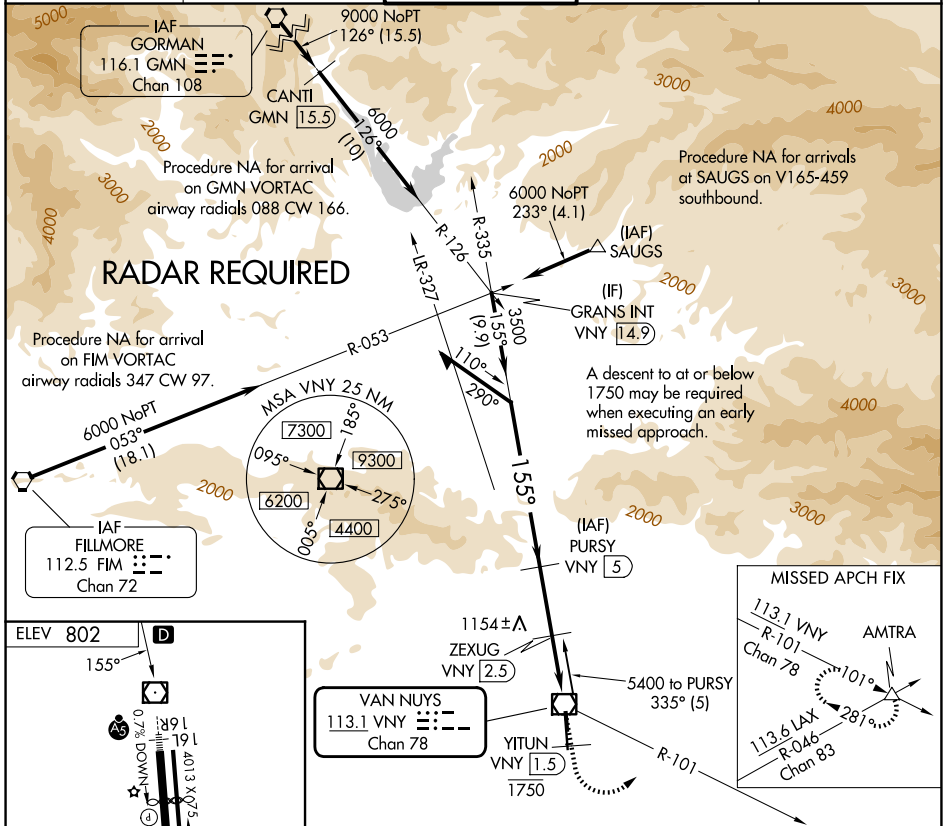 5000
IAF
GORMAN
116.1 GMN
Chan 108
9000 NoPT
126° (15.5)
CANTI
GMN 15.5
6000
126°
(10)
2000
3000
4000
Procedure NA for arrival
on GMN VORTAC
airway radials 088 CW 166.
3000
4000
2000
Procedure NA for arrivals
at SAUGS on V165-459
southbound.
6000 NoPT
233° (4.1)
(IAF)
SAUGS
R-335
R-126
LR-327
RADAR REQUIRED
2000
3000
(IF)
GRANS INT
VNY 14.9
3500
155°
(9.9)
R-053
Procedure NA for arrival
on FIM VORTAC
airway radials 347 CW 97.
110°
290°
A descent to at or below
1750 may be required
when executing an early
missed approach.
4000
6000 NoPT
053°
(18.1)
MSA VNY 25 NM
7300
185°
095°
9300
6200
275°
005°
4400
2000
155°
2000
3000
IAF
FILLMORE
112.5 FIM
Chan 72
(IAF)
PURSY
VNY 5
MISSED APCH FIX
113.1 VNY
R-101
Chan 78
101°
AMTRA
281°
113.6 LAX
R-046
Chan 83
ELEV 802
D
155°
1154±
ZEXUG
VNY 2.5
5400 to PURSY
335° (5)
VAN NUYS
113.1 VNY
Chan 78
YITUN
VNY 1.5
1750
R-101
A5
16R
16L
0.7% DOWN
4013 X 75
P